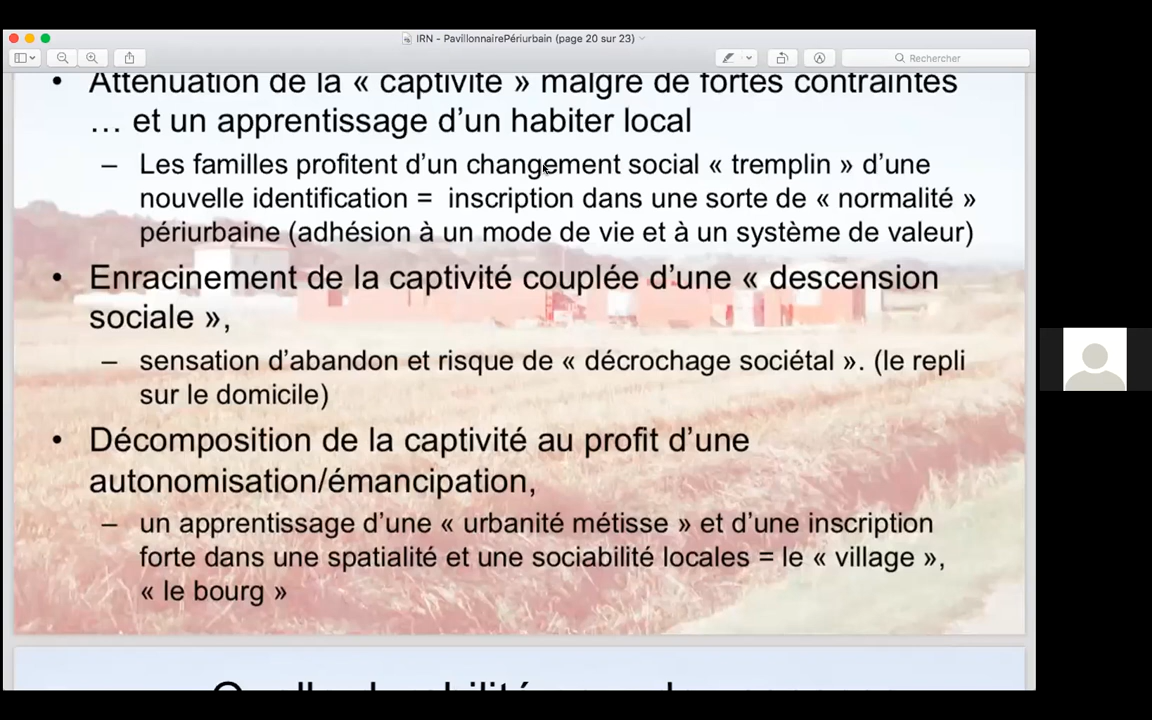 IRN - PavillonnairePériurbain (page 20 sur 23)
Rechercher
• Atténuation de la « captivité » malgré de fortes contraintes
… et un apprentissage d’un habiter local
– Les familles profitent d’un changement social « tremplin » d’une
nouvelle identification = inscription dans une sorte de « normalité »
périurbaine (adhésion à un mode de vie et à un système de valeur)
• Enracinement de la captivité couplée d’une « descension
sociale »,
– sensation d’abandon et risque de « décrochage sociétal ». (le repli
sur le domicile)
• Décomposition de la captivité au profit d’une
autonomisation/émancipation,
– un apprentissage d’une « urbanité métisse » et d’une inscription
forte dans une spatialité et une sociabilité locales = le « village »,
« le bourg »